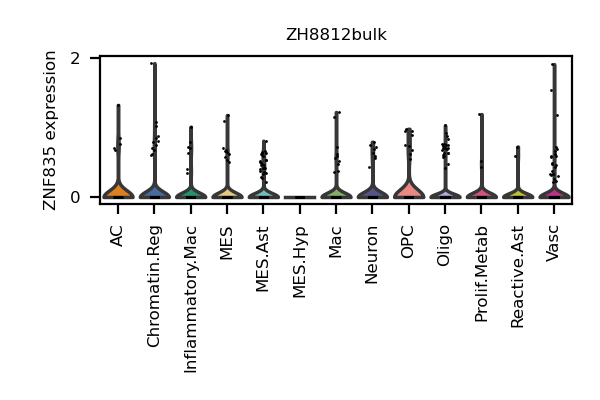 ZH8812bulk
ZNF835 expression
2
0
AC
Chromatin.Reg
Inflammatory.Mac
MES
MES.Ast
MES.Hyp
Mac
Neuron
OPC
Oligo
Prolif.Metab
Reactive.Ast
Vasc